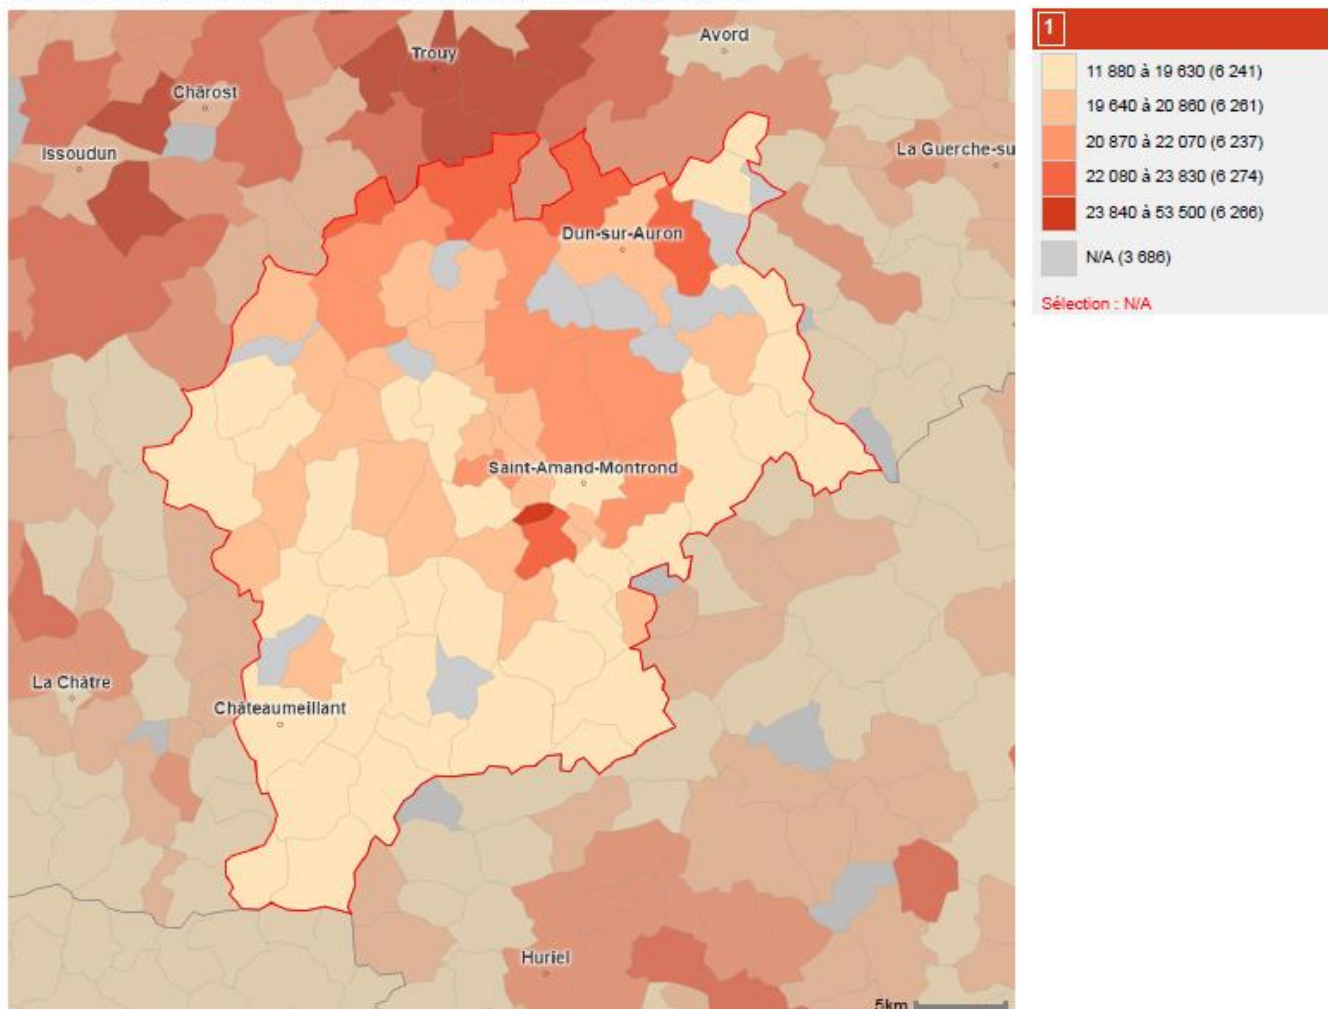 Avord
Trouy
Chârost
Issoudun
La Guerche-su
Dun-sur-Auron
Saint-Amand-Montrond
La Châtre
Châteaumeillant
Huriel
5km
1
11 880 à 19 630 (6 241)
19 640 à 20 860 (6 261)
20 870 à 22 070 (6 237)
22 080 à 23 830 (6 274)
23 840 à 53 500 (6 266)
N/A (3 686)
Sélection : N/A